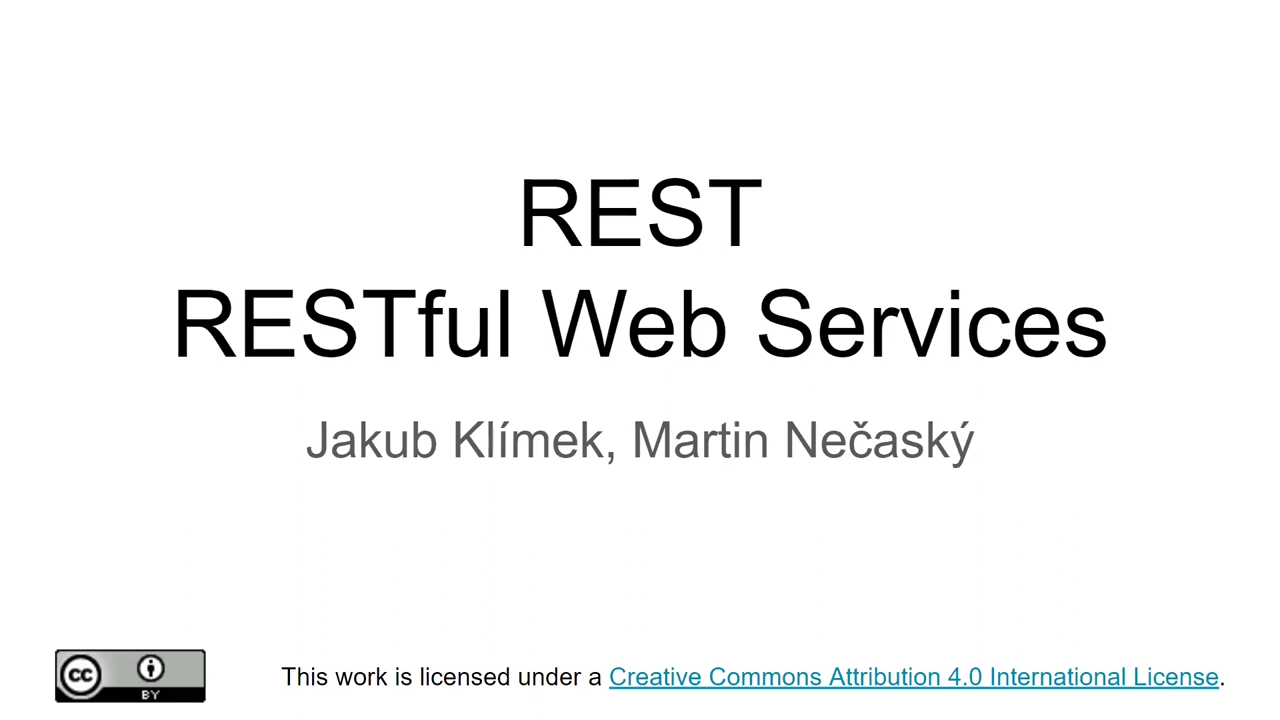 REST
RESTful Web Services
Jakub Klímek, Martin Nečaský
cc
BY
This work is licensed under a Creative Commons Attribution 4.0 International License.